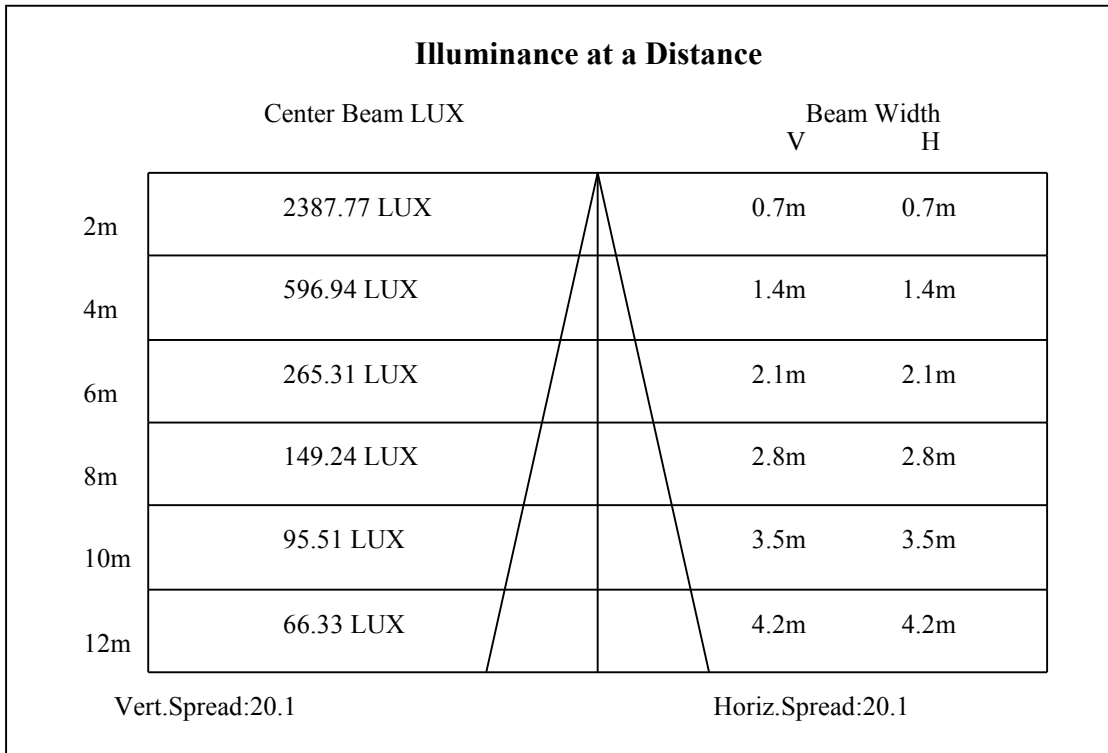 Illuminance at a Distance
Center Beam LUX Beam Width
V H
2m 2387.77 LUX 0.7m 0.7m
4m 596.94 LUX 1.4m 1.4m
6m 265.31 LUX 2.1m 2.1m
8m 149.24 LUX 2.8m 2.8m
10m 95.51 LUX 3.5m 3.5m
12m 66.33 LUX 4.2m 4.2m
Vert.Spread:20.1 Horiz.Spread:20.1